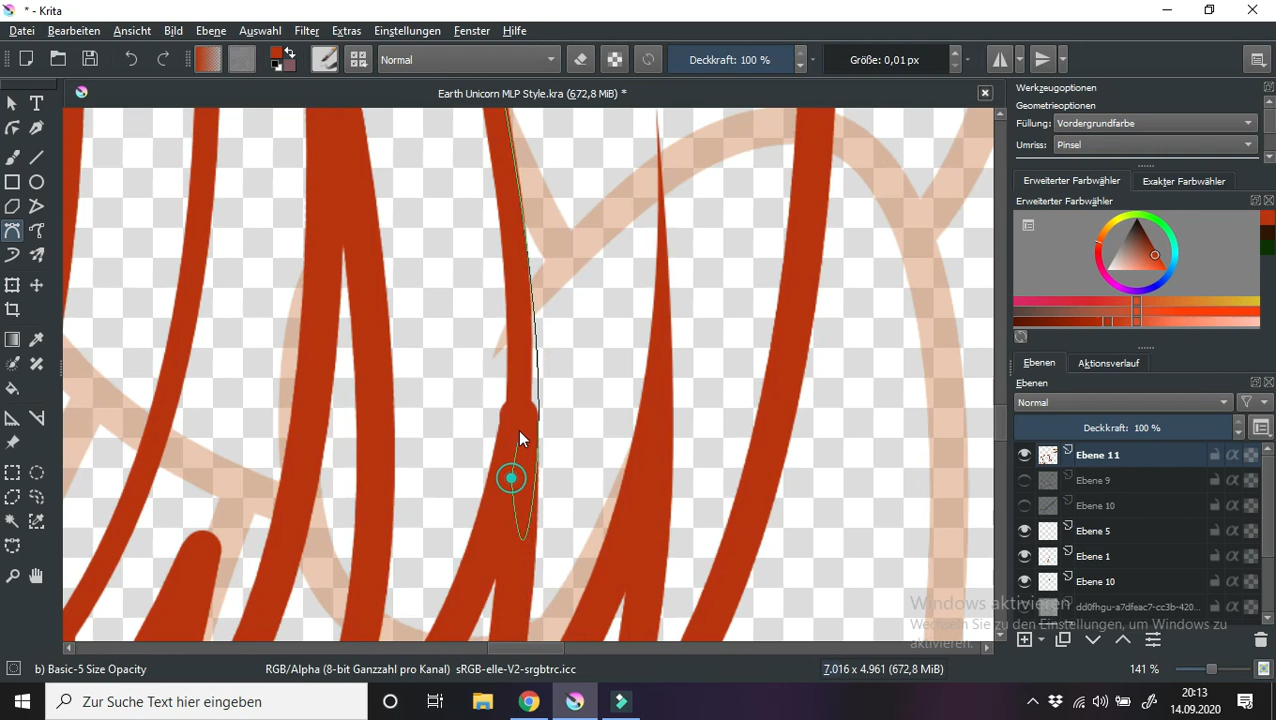 * - Krita
Datei Bearbeiten Ansicht Bild Ebene Auswahl Filter Extras Einstellungen Fenster Hilfe
Normal Deckkraft: 100 % Größe: 0,01 px
Earth Unicorn MLP Style.kra (672,8 MiB) *
Werkzeugoptionen
Geometrieoptionen
Füllung: Vordergrundfarbe
Umriss: Pinsel
Erweiterter Farbwähler Exakter Farbwähler
Erweiterter Farbwähler
Ebenen Aktionsverlauf
Ebenen
Normal
Deckkraft: 100 %
Ebene 11
Ebene 9
Ebene 10
Ebene 5
Ebene 1
Ebene 10
dd0fhgu-a7dfeac7-cc3b-420...
Windows aktivieren
Wechseln Sie zu den Einstellungen, um Windows zu
aktivieren.
b) Basic-5 Size Opacity RGB/Alpha (8-bit Ganzzahl pro Kanal) sRGB-elle-V2-srgbtrc.icc 7.016 x 4.961 (672,8 MiB) 141 %
Zur Suche Text hier eingeben 20:13
14.09.2020